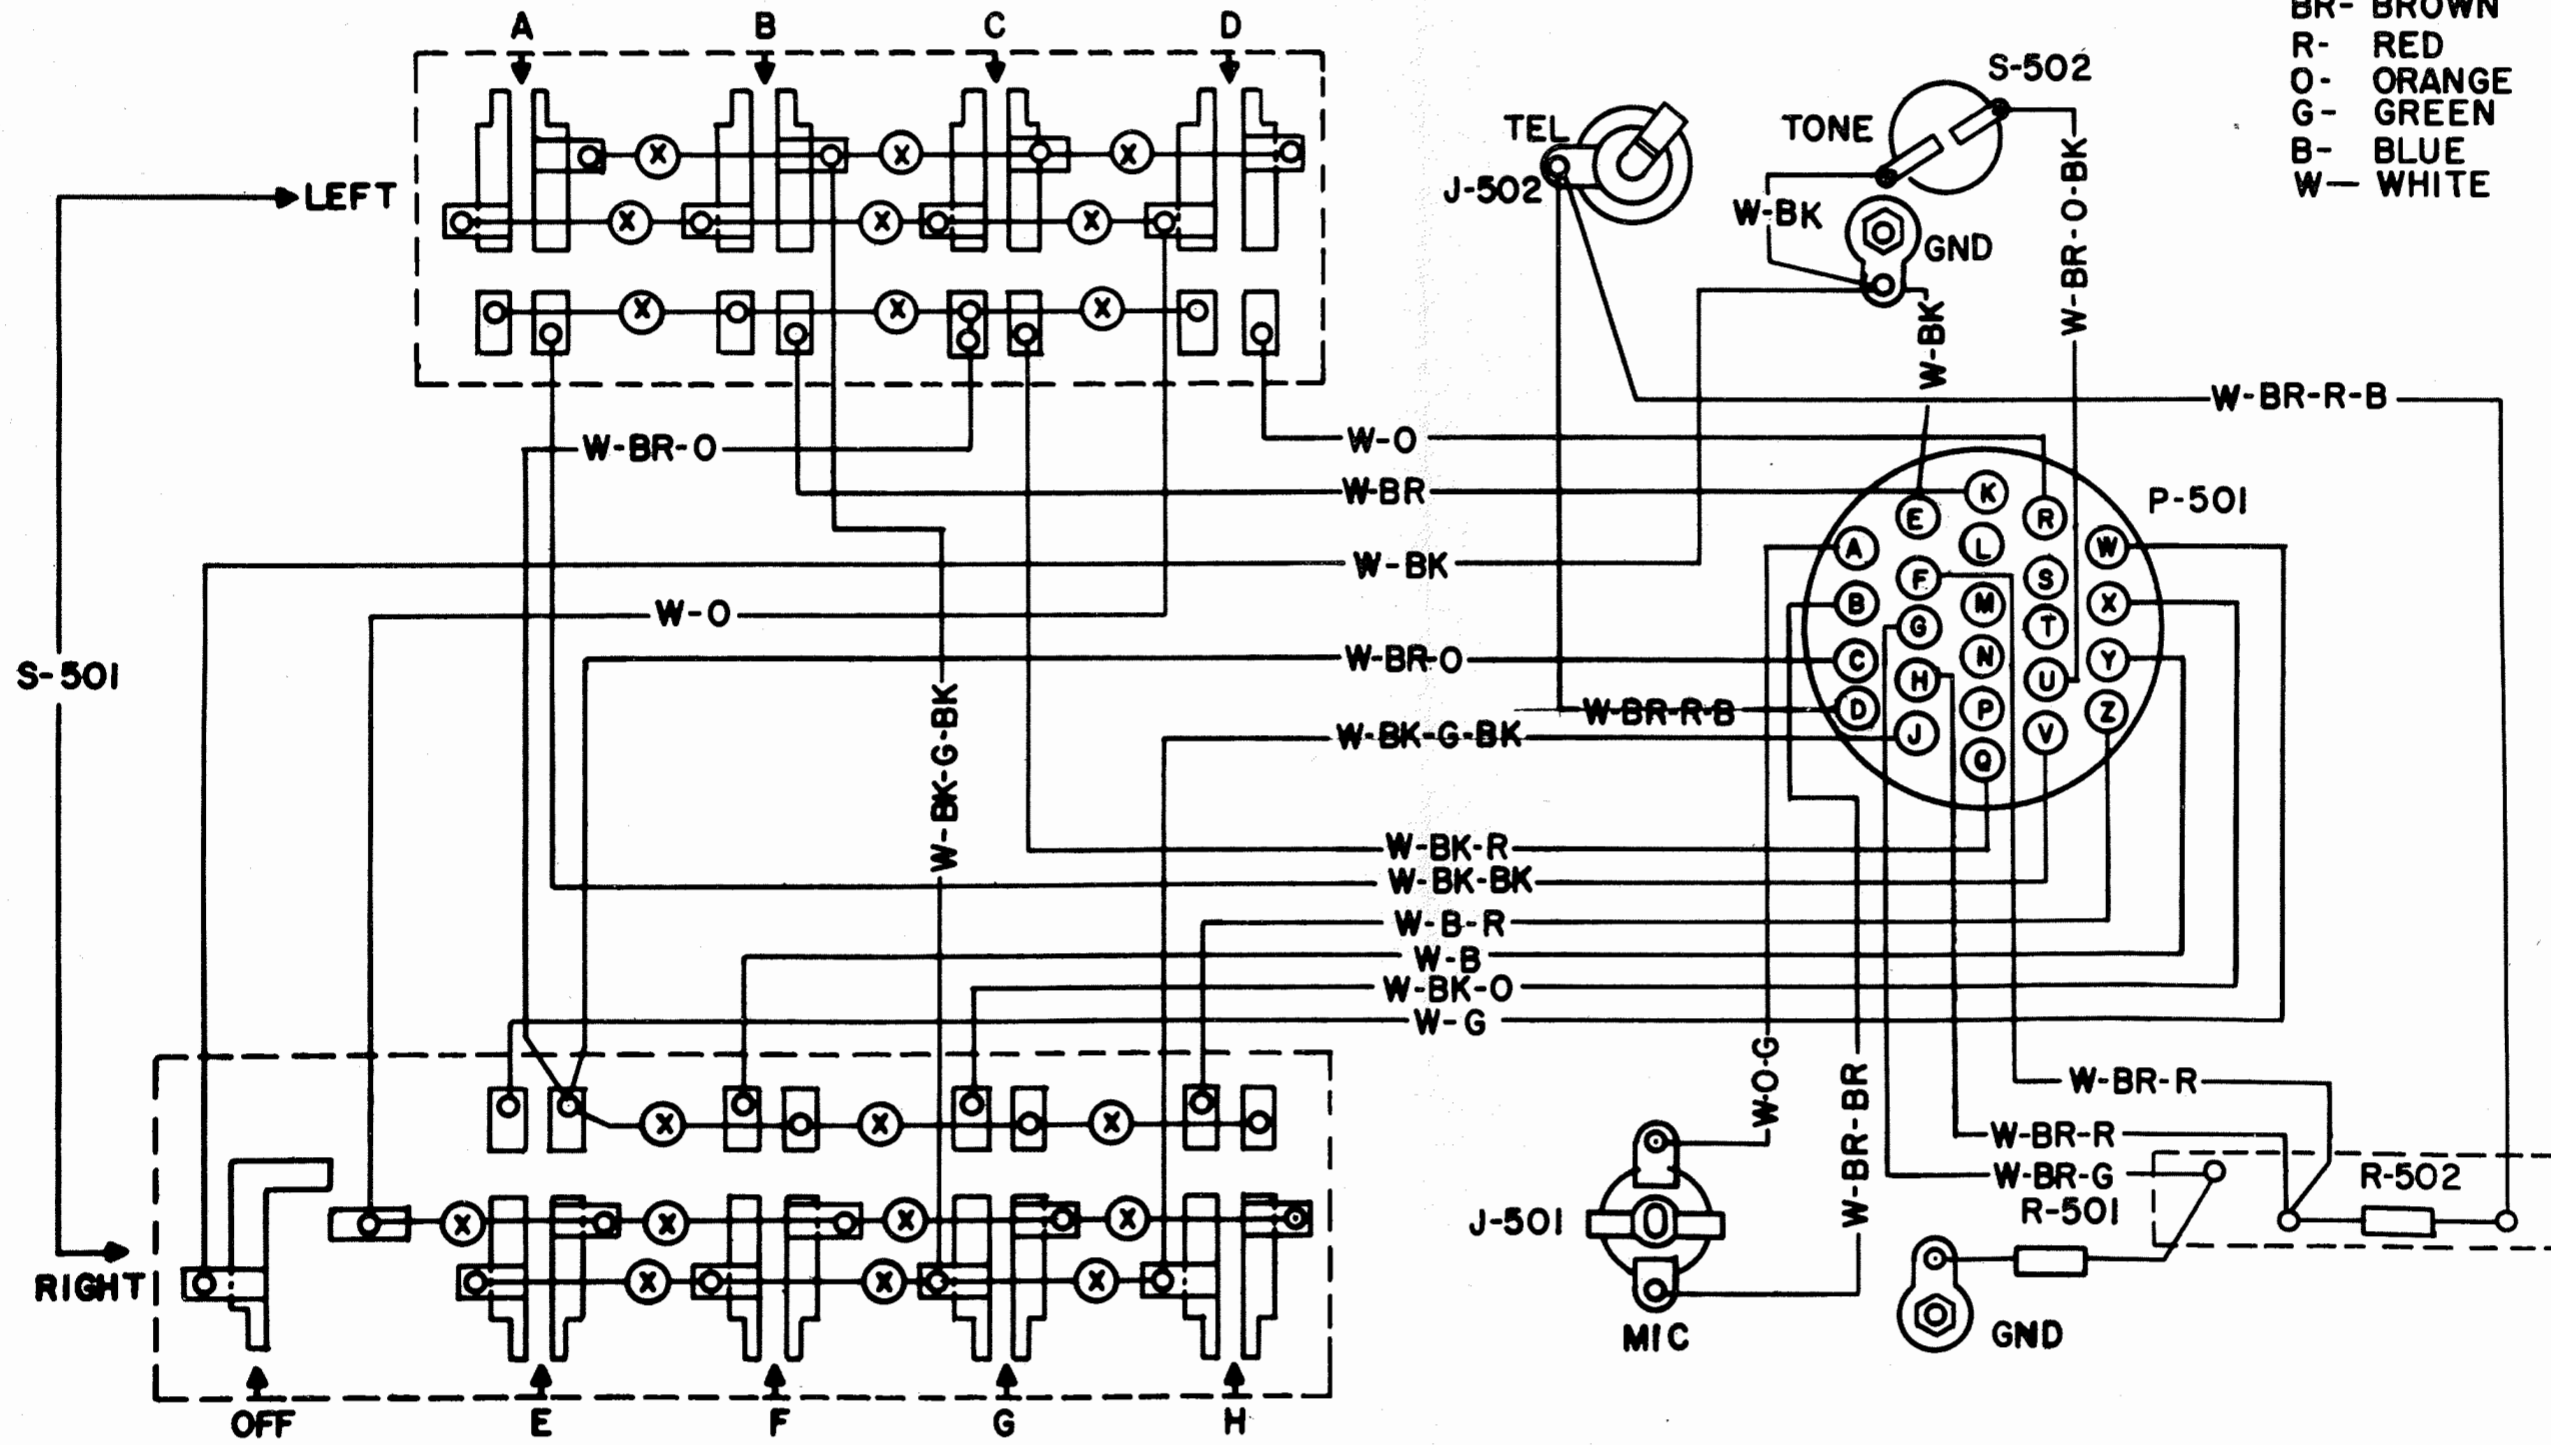 A B C D
BR- BROWN
R- RED
O- ORANGE
G- GREEN
B- BLUE
W— WHITE
S-502
TEL
TONE
J-502
LEFT
W-BK
GND
W-BR-O-BK
W-BK
W-BR-R-B
W-O
W-BR-O
W-BR
P-501
K
E
R
A
L
W
W-BK
F
S
B
M
X
W-O
G
T
C
N
Y
W-BR-O
S-501
H
U
D
P
Z
W-BR-R-B
W-BK-G-BK
J
V
W-BK-G-BK
Q
W-BK-R
W-BK-BK
W-B-R
W-B
W-BK-O
W-G
W-O-G
W-BR-BR
W-BR-R
W-BR-R
W-BR-G
R-502
R-501
J-501
RIGHT
MIC
GND
OFF E F G H
X X X
X X X
X X X
X X X
X X X X
X X X